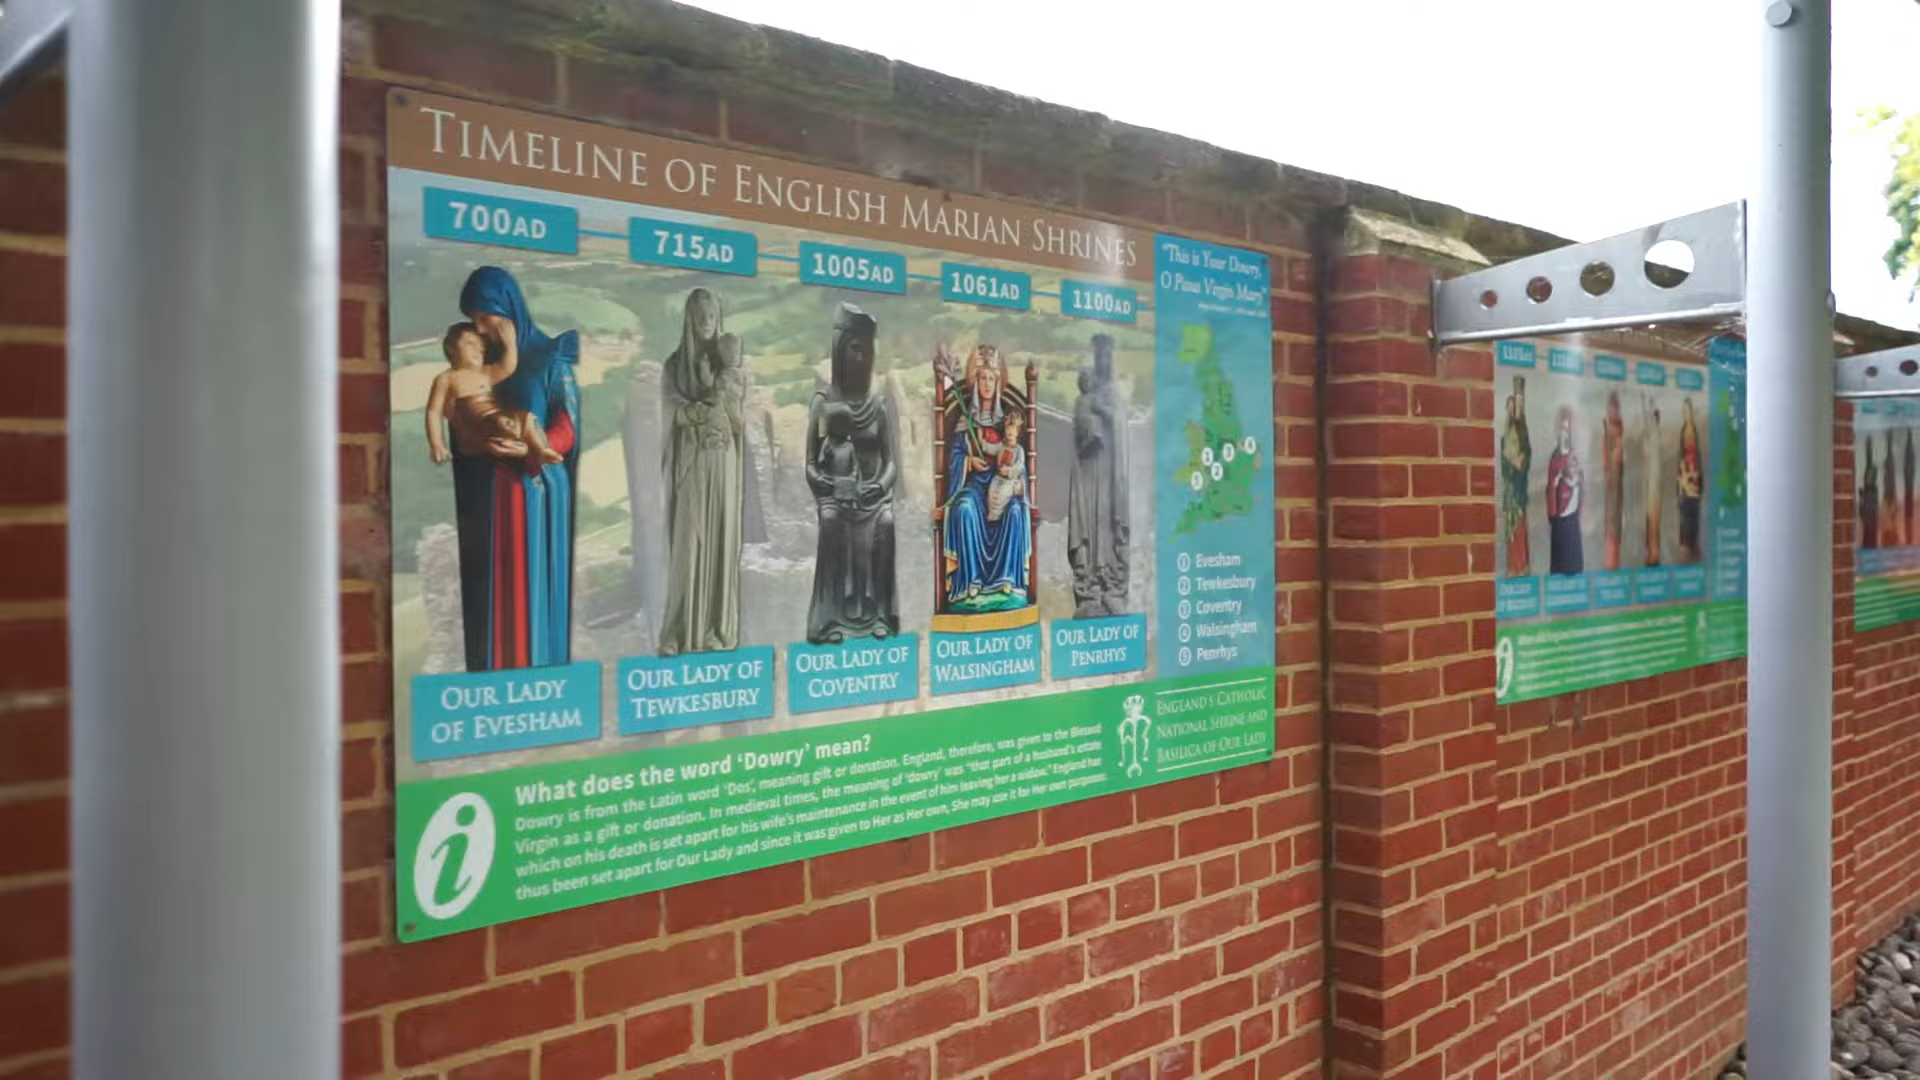 TIMELINE OF ENGLISH MARIAN SHRINES
700AD
715AD
1005AD
1061AD
1100AD
"This is Your Dowry,
O Pious Virgin Mary"
OUR LADY
OF EVESHAM
OUR LADY OF
TEWKESBURY
OUR LADY OF
COVENTRY
OUR LADY OF
WALSINGHAM
OUR LADY OF
PENRHYS
1 Evesham
2 Tewkesbury
3 Coventry
4 Walsingham
5 Penrhys
What does the word ‘Dowry’ mean?
Dowry is from the Latin word ‘Dos’, meaning gift or donation. England, therefore, was given to the Blessed
Virgin as a gift or donation. In medieval times, the meaning of ‘dowry’ was “that part of a husband's estate
which on his death is set apart for his wife's maintenance in the event of him leaving her a widow.” England has
thus been set apart for Our Lady and since it was given to Her as Her own, She may use it for Her own purposes.
ENGLAND'S CATHOLIC
NATIONAL SHRINE AND
BASILICA OF OUR LADY